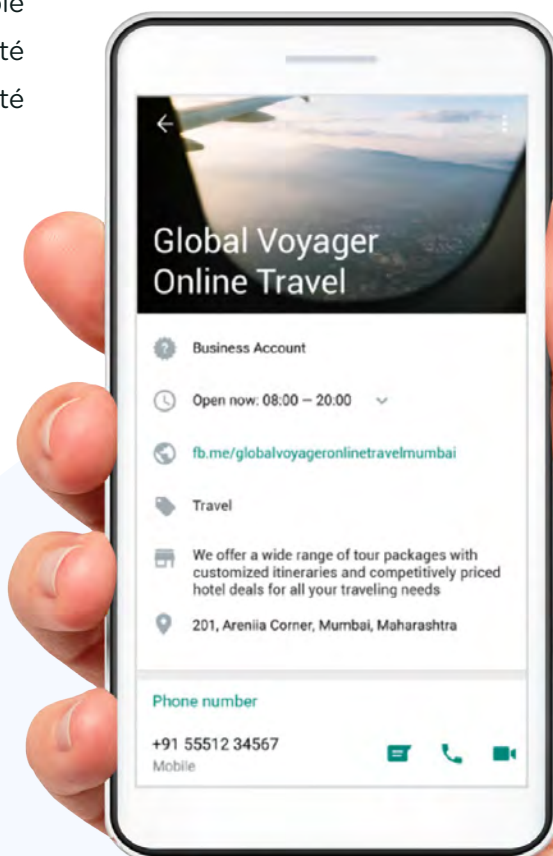 té
té
Global Voyager
Online Travel
Business Account
Open now: 08:00 – 20:00
fb.me/globalvoyageronlinetravelmumbai
Travel
We offer a wide range of tour packages with
customized itineraries and competitively priced
hotel deals for all your traveling needs
201, Areniia Corner, Mumbai, Maharashtra
Phone number
+91 55512 34567
Mobile